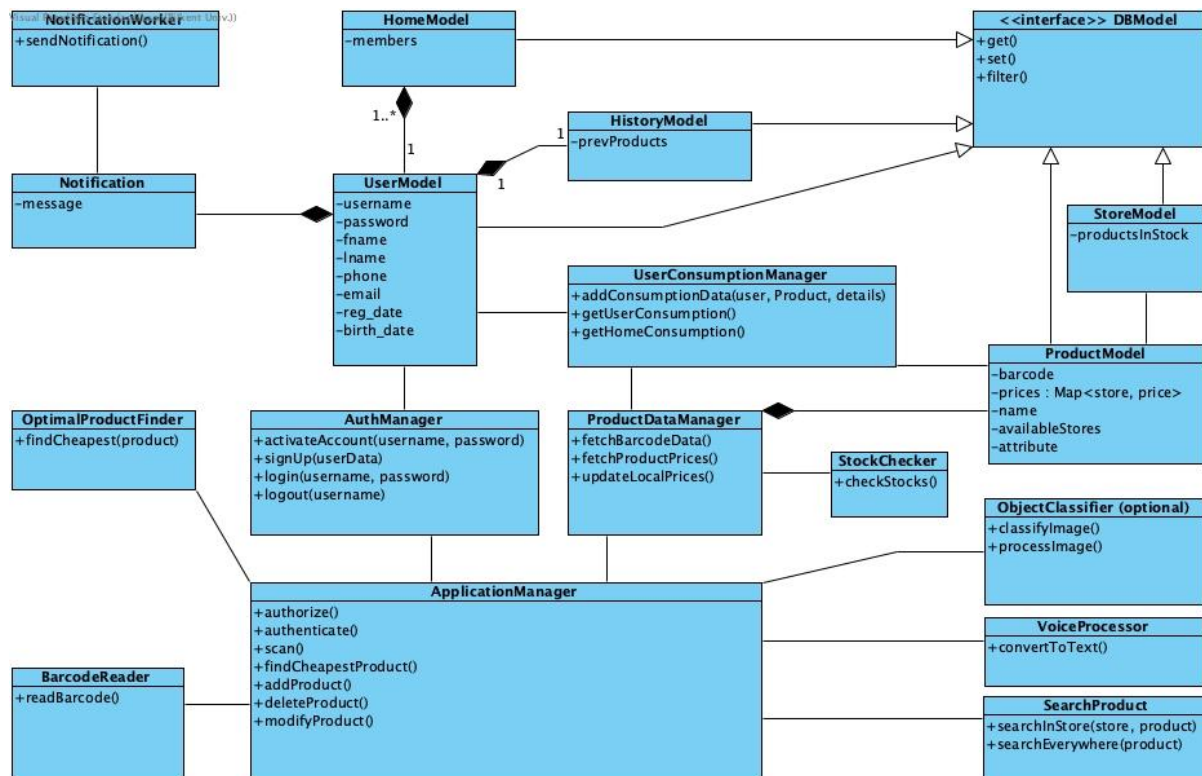 NotificationWorker
+sendNotification()
HomeModel
-members
<<interface>> DBModel
+get()
+set()
+filter()
1..*
1
HistoryModel
-prevProducts
1
1
Notification
-message
UserModel
-username
-password
-fname
-lname
-phone
-email
-reg_date
-birth_date
StoreModel
-productsInStock
UserConsumptionManager
+addConsumptionData(user, Product, details)
+getUserConsumption()
+getHomeConsumption()
ProductModel
-barcode
-prices : Map<store, price>
-name
-availableStores
-attribute
OptimalProductFinder
+findCheapest(product)
AuthManager
+activateAccount(username, password)
+signUp(userData)
+login(username, password)
+logout(username)
ProductDataManager
+fetchBarcodeData()
+fetchProductPrices()
+updateLocalPrices()
StockChecker
+checkStocks()
ObjectClassifier (optional)
+classifyImage()
+processImage()
ApplicationManager
+authorize()
+authenticate()
+scan()
+findCheapestProduct()
+addProduct()
+deleteProduct()
+modifyProduct()
VoiceProcessor
+convertToText()
BarcodeReader
+readBarcode()
SearchProduct
+searchInStore(store, product)
+searchEverywhere(product)